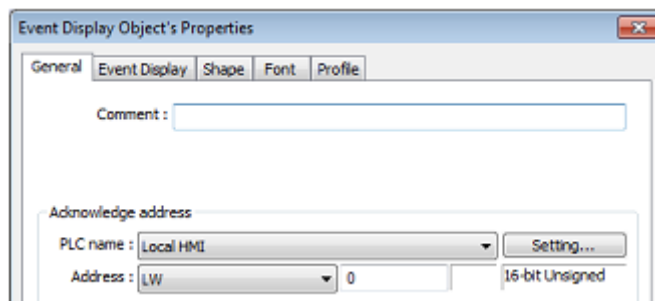 Event Display Object's Properties
General Event Display Shape Font Profile
Comment :
Acknowledge address
PLC name : Local HMI Setting...
Address : LW 0 16-bit Unsigned